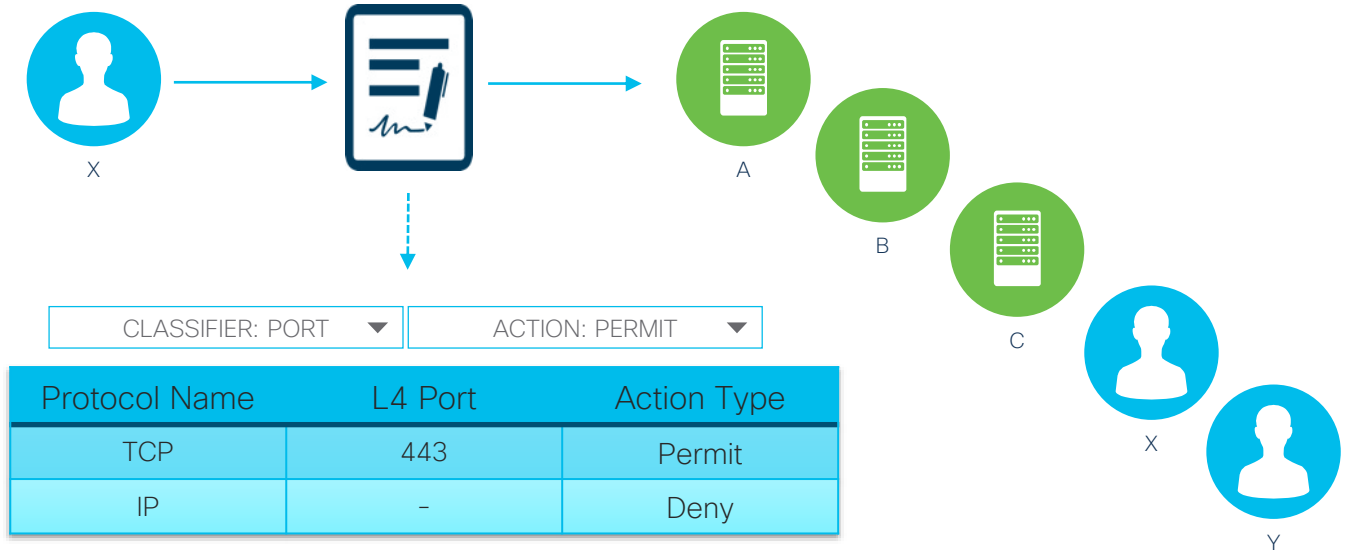 X
A
B
C
X
Y
CLASSIFIER: PORT
ACTION: PERMIT
Protocol Name L4 Port Action Type
TCP 443 Permit
IP - Deny